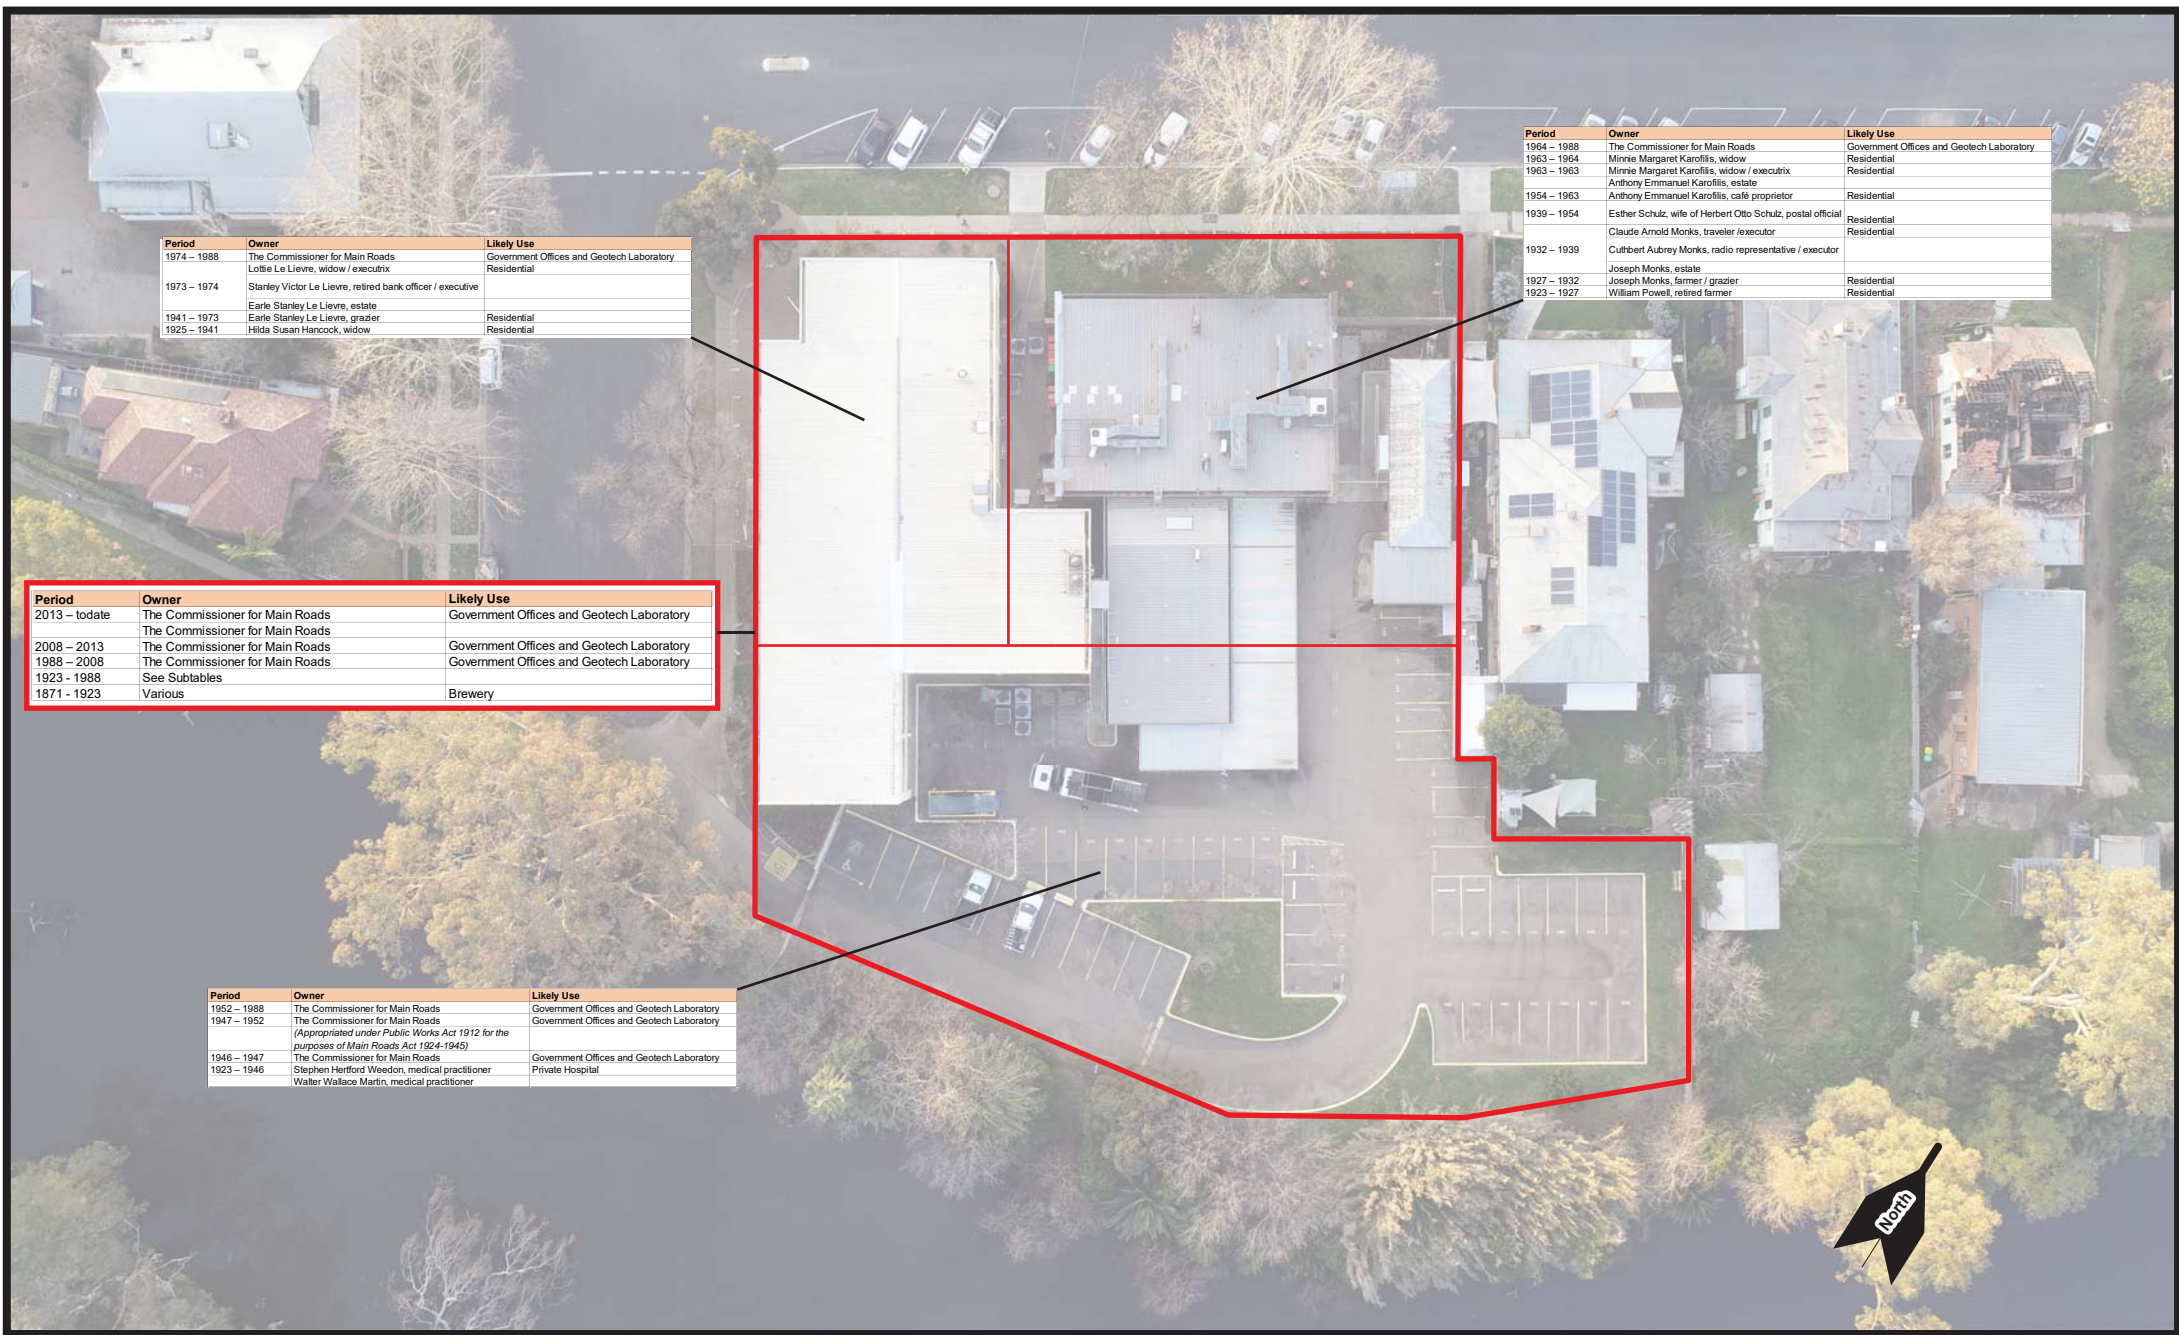 Period Owner Likely Use
1964 – 1988 The Commissioner for Main Roads Government Offices and Geotech Laboratory
1963 – 1964 Minnie Margaret Karofilis, widow Residential
1963 – 1963 Minnie Margaret Karofilis, widow / executrix Residential
Anthony Emmanuel Karofilis, estate
1954 – 1963 Anthony Emmanuel Karofilis, café proprietor Residential
1939 – 1954 Esther Schulz, wife of Herbert Otto Schulz, postal official Residential
Claude Arnold Monks, traveler /executor Residential
1932 – 1939 Cuthbert Aubrey Monks, radio representative / executor
Joseph Monks, estate
1927 – 1932 Joseph Monks, farmer / grazier Residential
1923 – 1927 William Powell, retired farmer Residential
Period Owner Likely Use
1974 – 1988 The Commissioner for Main Roads Government Offices and Geotech Laboratory
Lottie Le Lievre, widow / executrix Residential
1973 – 1974 Stanley Victor Le Lievre, retired bank officer / executive
Earle Stanley Le Lievre, estate
1941 – 1973 Earle Stanley Le Lievre, grazier Residential
1925 – 1941 Hilda Susan Hancock, widow Residential
Period Owner Likely Use
2013 – todate The Commissioner for Main Roads Government Offices and Geotech Laboratory
The Commissioner for Main Roads
2008 – 2013 The Commissioner for Main Roads Government Offices and Geotech Laboratory
1988 – 2008 The Commissioner for Main Roads Government Offices and Geotech Laboratory
1923 - 1988 See Subtables
1871 - 1923 Various Brewery
Period Owner Likely Use
1952 – 1988 The Commissioner for Main Roads Government Offices and Geotech Laboratory
1947 – 1952 The Commissioner for Main Roads Government Offices and Geotech Laboratory
(Appropriated under Public Works Act 1912 for the
purposes of Main Roads Act 1924-1945)
1946 – 1947 The Commissioner for Main Roads Government Offices and Geotech Laboratory
1923 – 1946 Stephen Hertford Weedon, medical practitioner Private Hospital
Walter Wallace Martin, medical practitioner
North